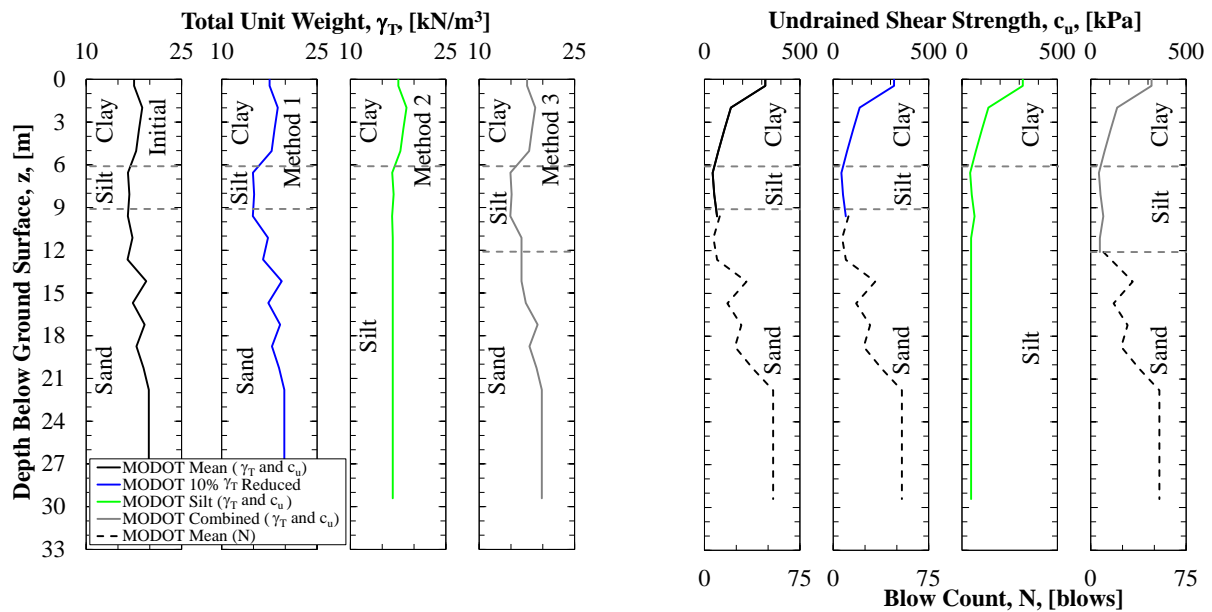 Total Unit Weight, γT, [kN/m³]
Undrained Shear Strength, cu, [kPa]
10 25 10 25 10 25 10 25
0 500 0 500 0 500 0 500
Depth Below Ground Surface, z, [m]
0
3
6
9
12
15
18
21
24
27
30
33
Clay
Silt
Sand
Initial
Clay
Silt
Sand
Method 1
Clay
Silt
Method 2
Clay
Silt
Sand
Method 3
Clay
Silt
Sand
Clay
Silt
Sand
Clay
Silt
Clay
Silt
Sand
MODOT Mean (γT and cu)
MODOT 10% γT Reduced
MODOT Silt (γT and cu)
MODOT Combined (γT and cu)
MODOT Mean (N)
0 75 0 75
Blow Count, N, [blows]